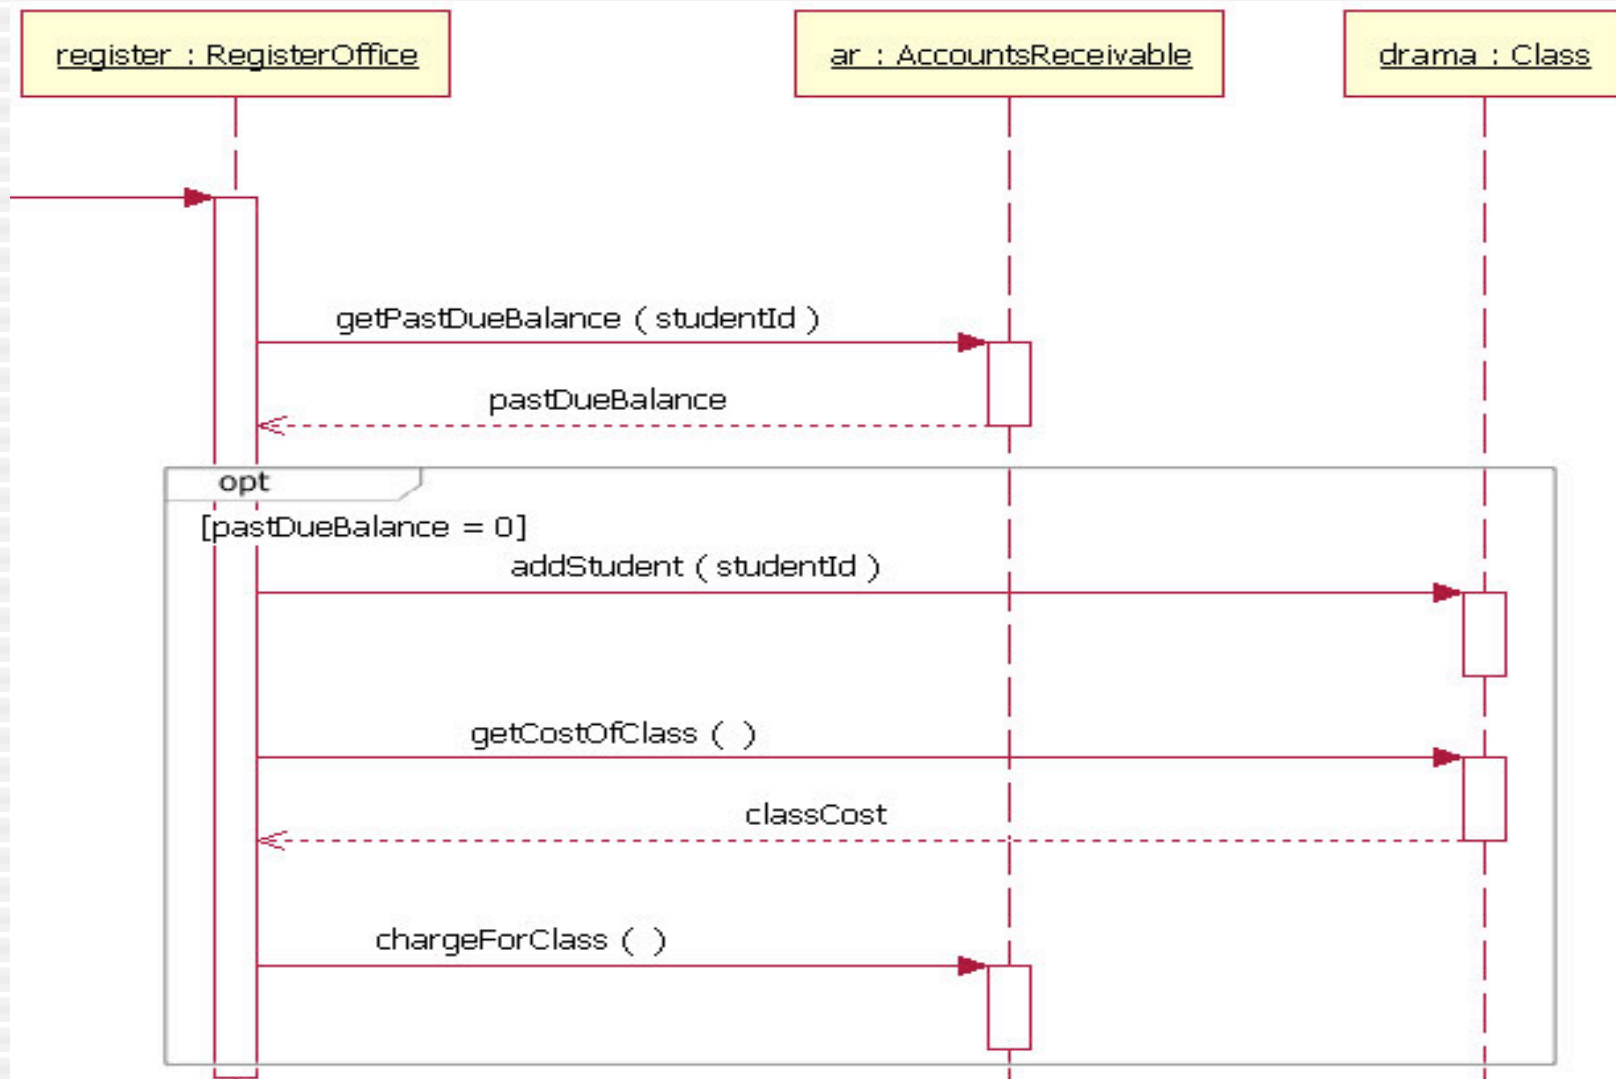 register : RegisterOffice
ar : AccountsReceivable
drama : Class
getPastDueBalance ( studentId )
pastDueBalance
opt
[pastDueBalance = 0]
addStudent ( studentId )
getCostOfClass ( )
classCost
chargeForClass ( )